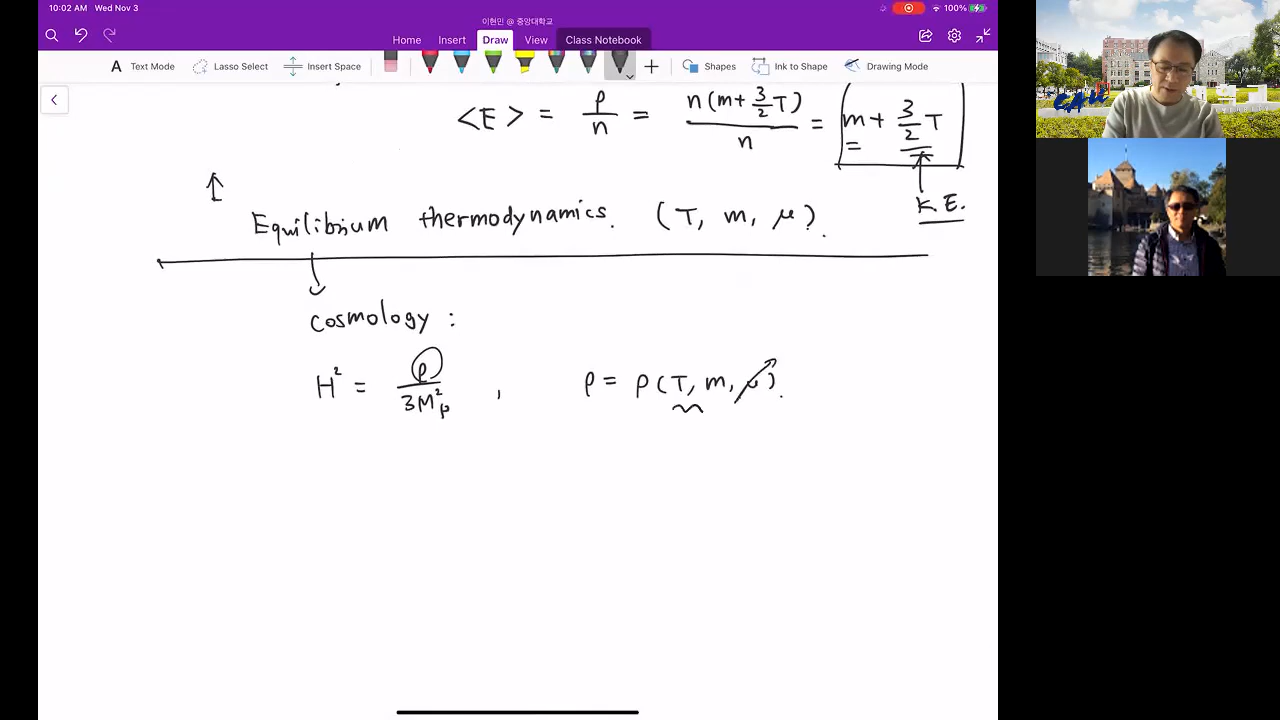 10:02 AM Wed Nov 3
100%
이현민 @ 중앙대학교
Home Insert Draw View Class Notebook
Text Mode Lasso Select Insert Space Shapes Ink to Shape Drawing Mode
<E> = ρ/n = n(m+3/2T)/n = m + 3/2 T
K.E.
Equilibrium thermodynamics. (T, m, μ).
Cosmology :
H² = ρ/3M²p , ρ = ρ(T, m, μ).
CAU